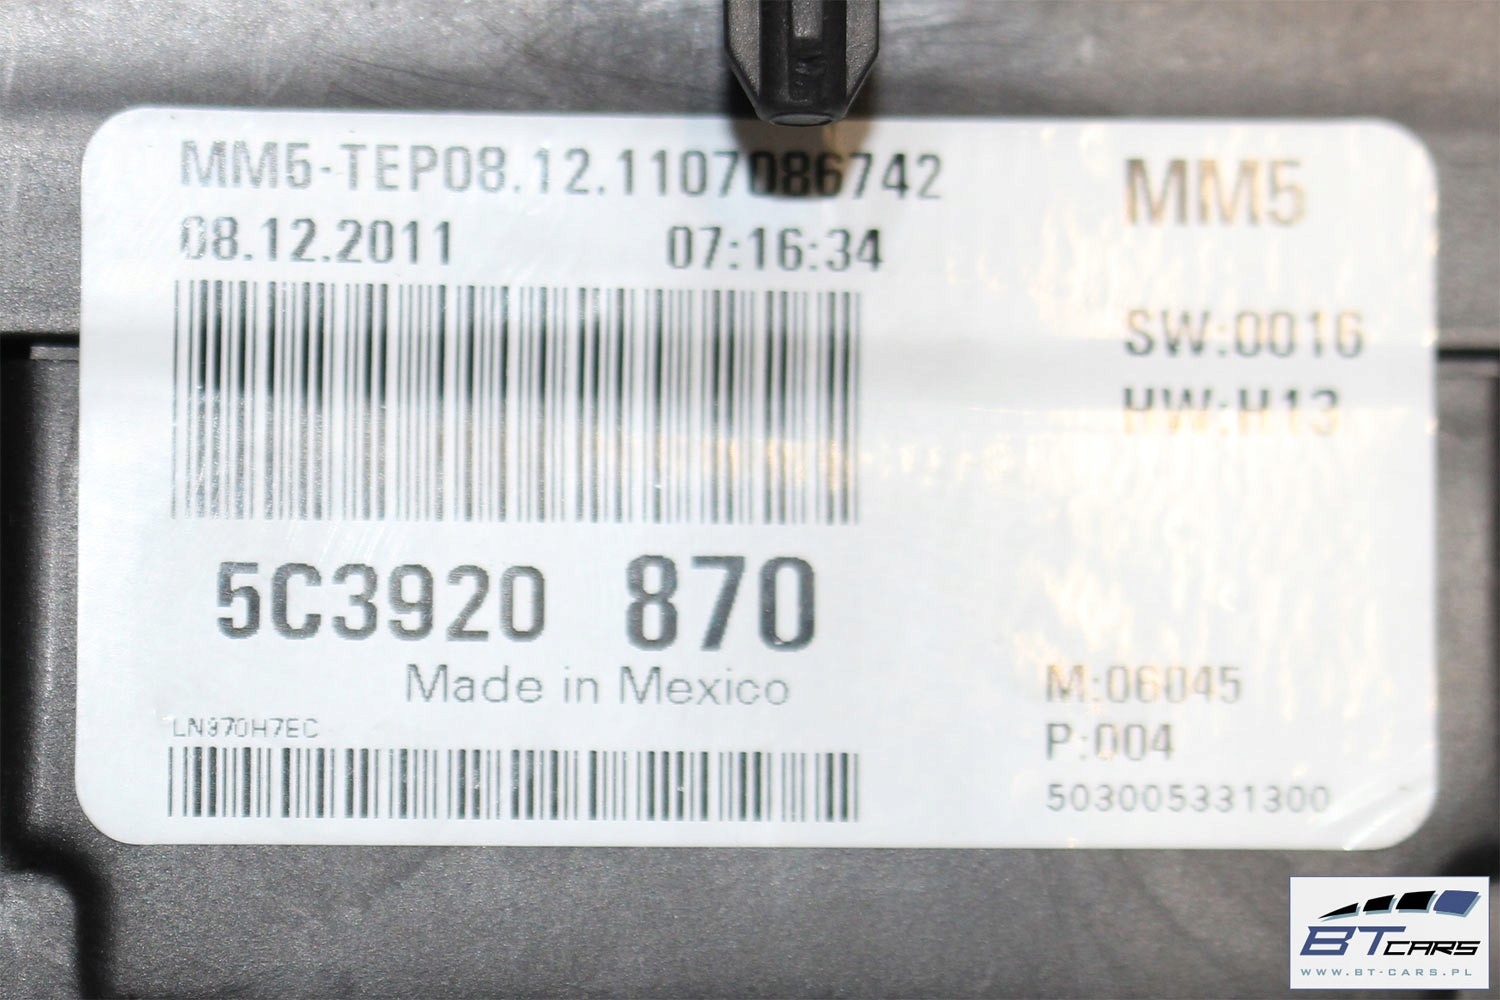 MM5-TEP08.12.1107086742
08.12.2011 07:16:34
MM5
SW:0016
HW:H13
5C3920 870
Made in Mexico
LN970H7EC
M:06045
P:004
503005331300
BT CARS
WWW.BT-CARS.PL